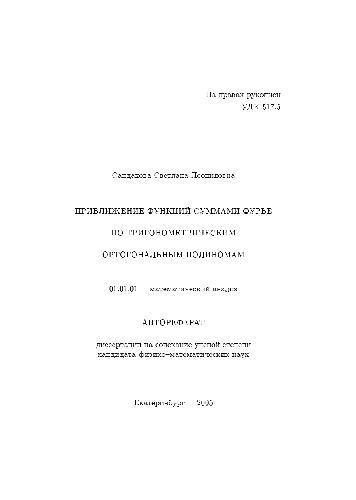 На правах рукописи
УДК 517.5
Светлана Леонидовна
ПРИБЛИЖЕНИЕ ФУНКЦИЙ СУММАМИ ФУРЬЕ
ПО ТРИГОНОМЕТРИЧЕСКИМ
ОРТОГОНАЛЬНЫМ ПОЛИНОМАМ
01.01.01 — математический анализ
АВТОРЕФЕРАТ
диссертации на соискание ученой степени
кандидата физико-математических наук
Екатеринбург — 2005